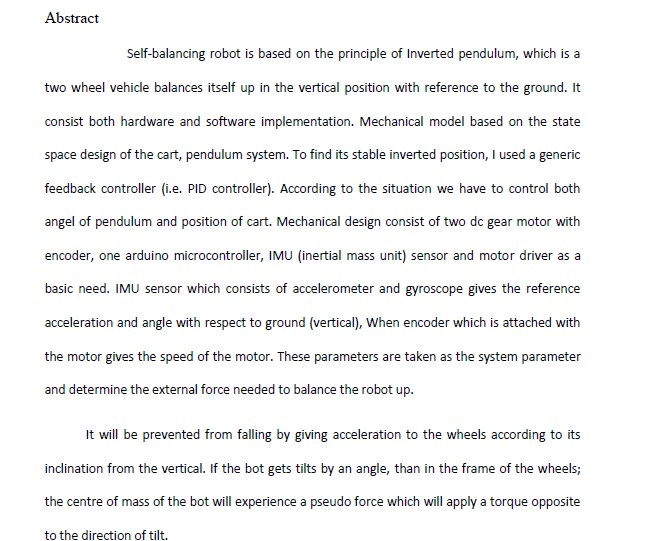 Abstract
Self-balancing robot is based on the principle of Inverted pendulum, which is a
two wheel vehicle balances itself up in the vertical position with reference to the ground. It
consist both hardware and software implementation. Mechanical model based on the state
space design of the cart, pendulum system. To find its stable inverted position, I used a generic
feedback controller (i.e. PID controller). According to the situation we have to control both
angel of pendulum and position of cart. Mechanical design consist of two dc gear motor with
encoder, one arduino microcontroller, IMU (inertial mass unit) sensor and motor driver as a
basic need. IMU sensor which consists of accelerometer and gyroscope gives the reference
acceleration and angle with respect to ground (vertical), When encoder which is attached with
the motor gives the speed of the motor. These parameters are taken as the system parameter
and determine the external force needed to balance the robot up.
It will be prevented from falling by giving acceleration to the wheels according to its
inclination from the vertical. If the bot gets tilts by an angle, than in the frame of the wheels;
the centre of mass of the bot will experience a pseudo force which will apply a torque opposite
to the direction of tilt.